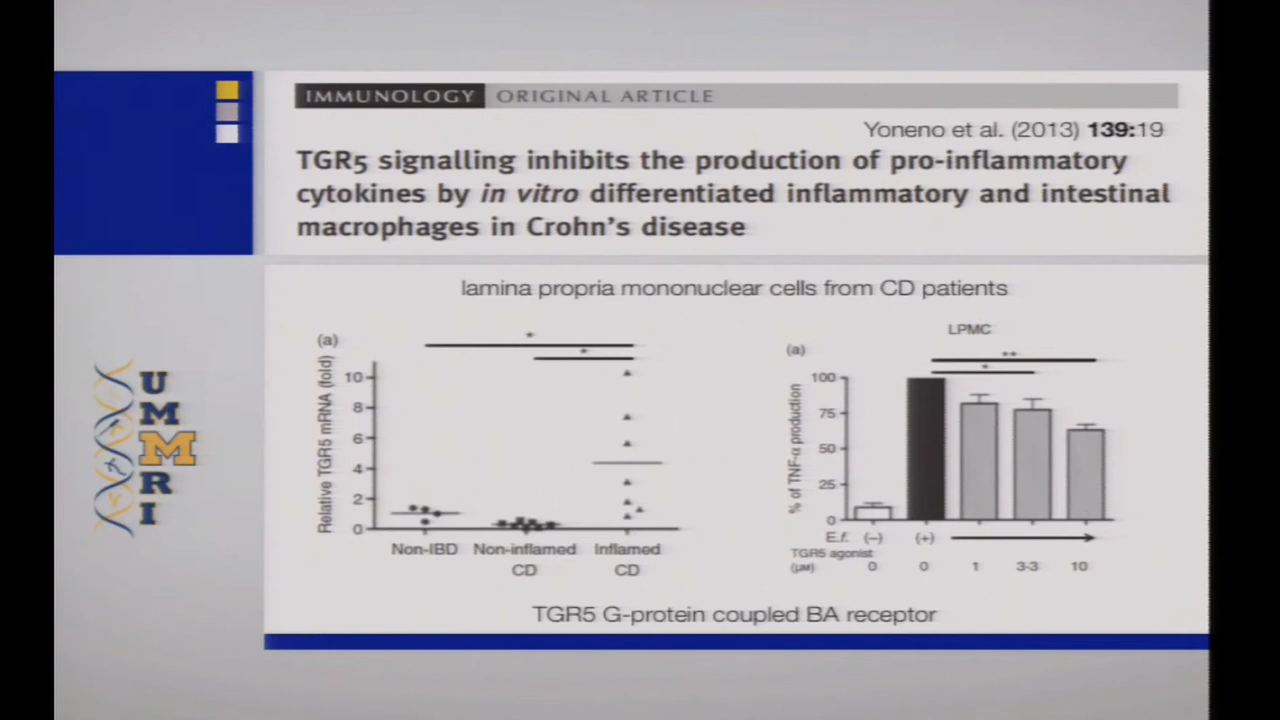 IMMUNOLOGY ORIGINAL ARTICLE
Yoneno et al. (2013) 139:19
TGR5 signalling inhibits the production of pro-inflammatory
cytokines by in vitro differentiated inflammatory and intestinal
macrophages in Crohn's disease
lamina propria mononuclear cells from CD patients
(a)
*
*
Relative TGR5 mRNA (fold)
10
8
6
4
2
0
Non-IBD Non-inflamed CD Inflamed CD
LPMC
(a)
**
*
% of TNF-α production
100
75
50
25
0
E.f. (–) (+)
TGR5 agonist
(μM) 0 0 1 3·3 10
TGR5 G-protein coupled BA receptor
U
M
M
R
I